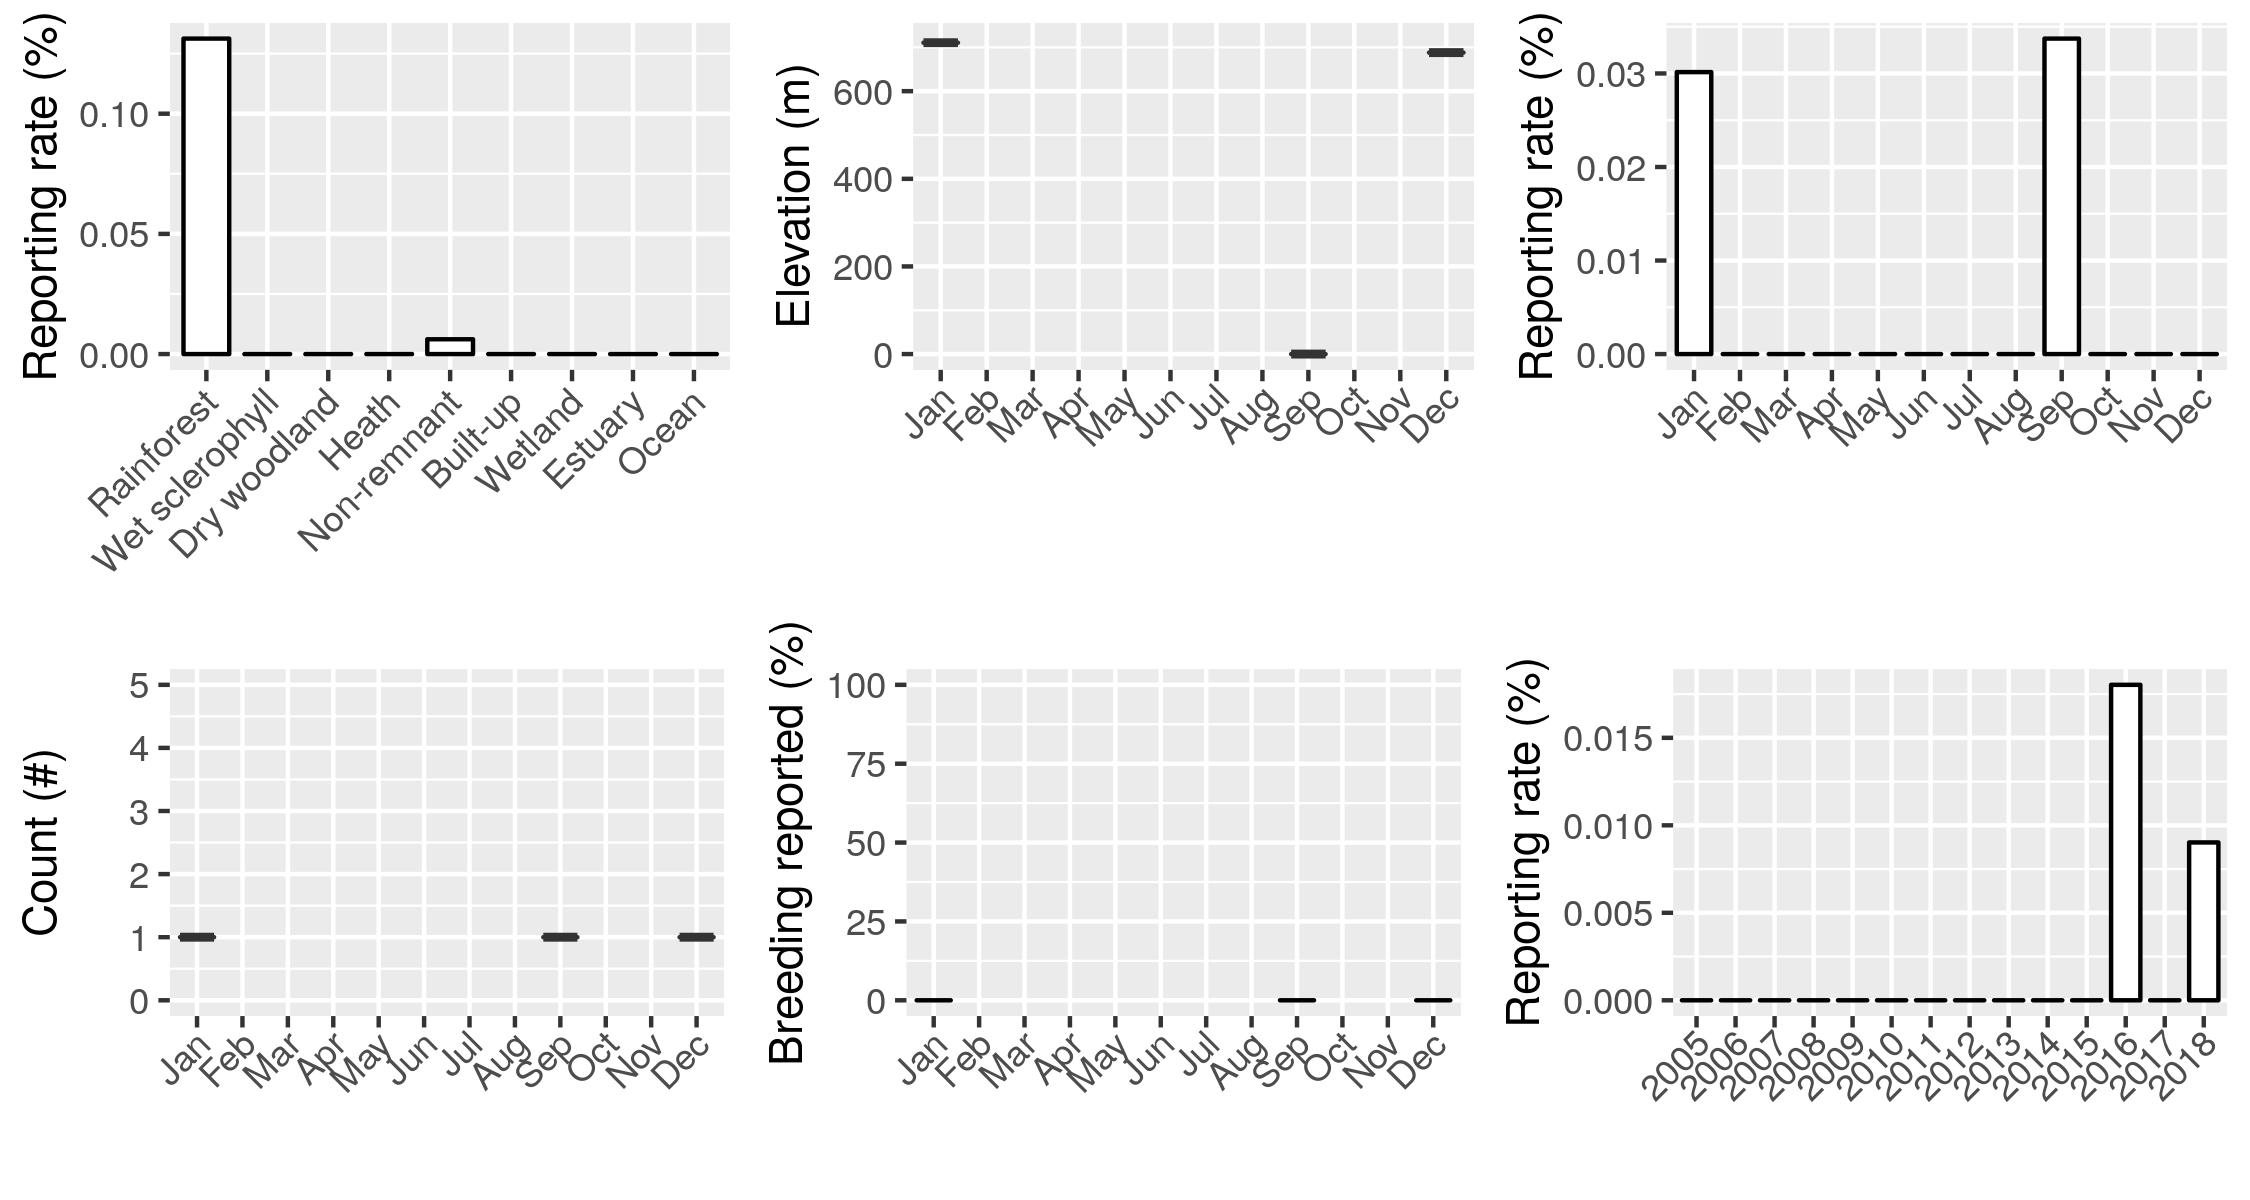 Reporting rate (%)
0.10
0.05
0.00
Rainforest
Wet sclerophyll
Dry woodland
Heath
Non-remnant
Built-up
Wetland
Estuary
Ocean
Elevation (m)
600
400
200
0
Jan
Feb
Mar
Apr
May
Jun
Jul
Aug
Sep
Oct
Nov
Dec
Reporting rate (%)
0.03
0.02
0.01
0.00
Jan
Feb
Mar
Apr
May
Jun
Jul
Aug
Sep
Oct
Nov
Dec
Count (#)
5
4
3
2
1
0
Jan
Feb
Mar
Apr
May
Jun
Jul
Aug
Sep
Oct
Nov
Dec
Breeding reported (%)
100
75
50
25
0
Jan
Feb
Mar
Apr
May
Jun
Jul
Aug
Sep
Oct
Nov
Dec
Reporting rate (%)
0.015
0.010
0.005
0.000
2005
2006
2007
2008
2009
2010
2011
2012
2013
2014
2015
2016
2017
2018